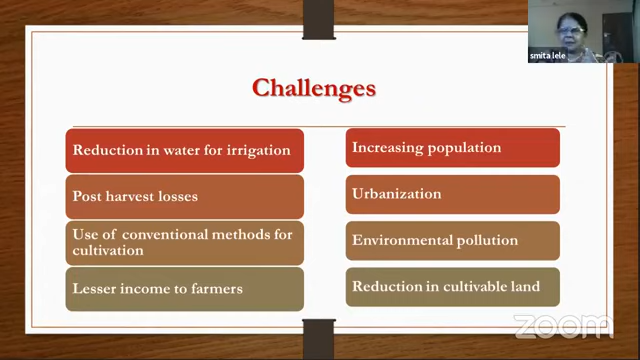 smita lele
Challenges
Reduction in water for irrigation
Post harvest losses
Use of conventional methods for
cultivation
Lesser income to farmers
Increasing population
Urbanization
Environmental pollution
Reduction in cultivable land
zoom